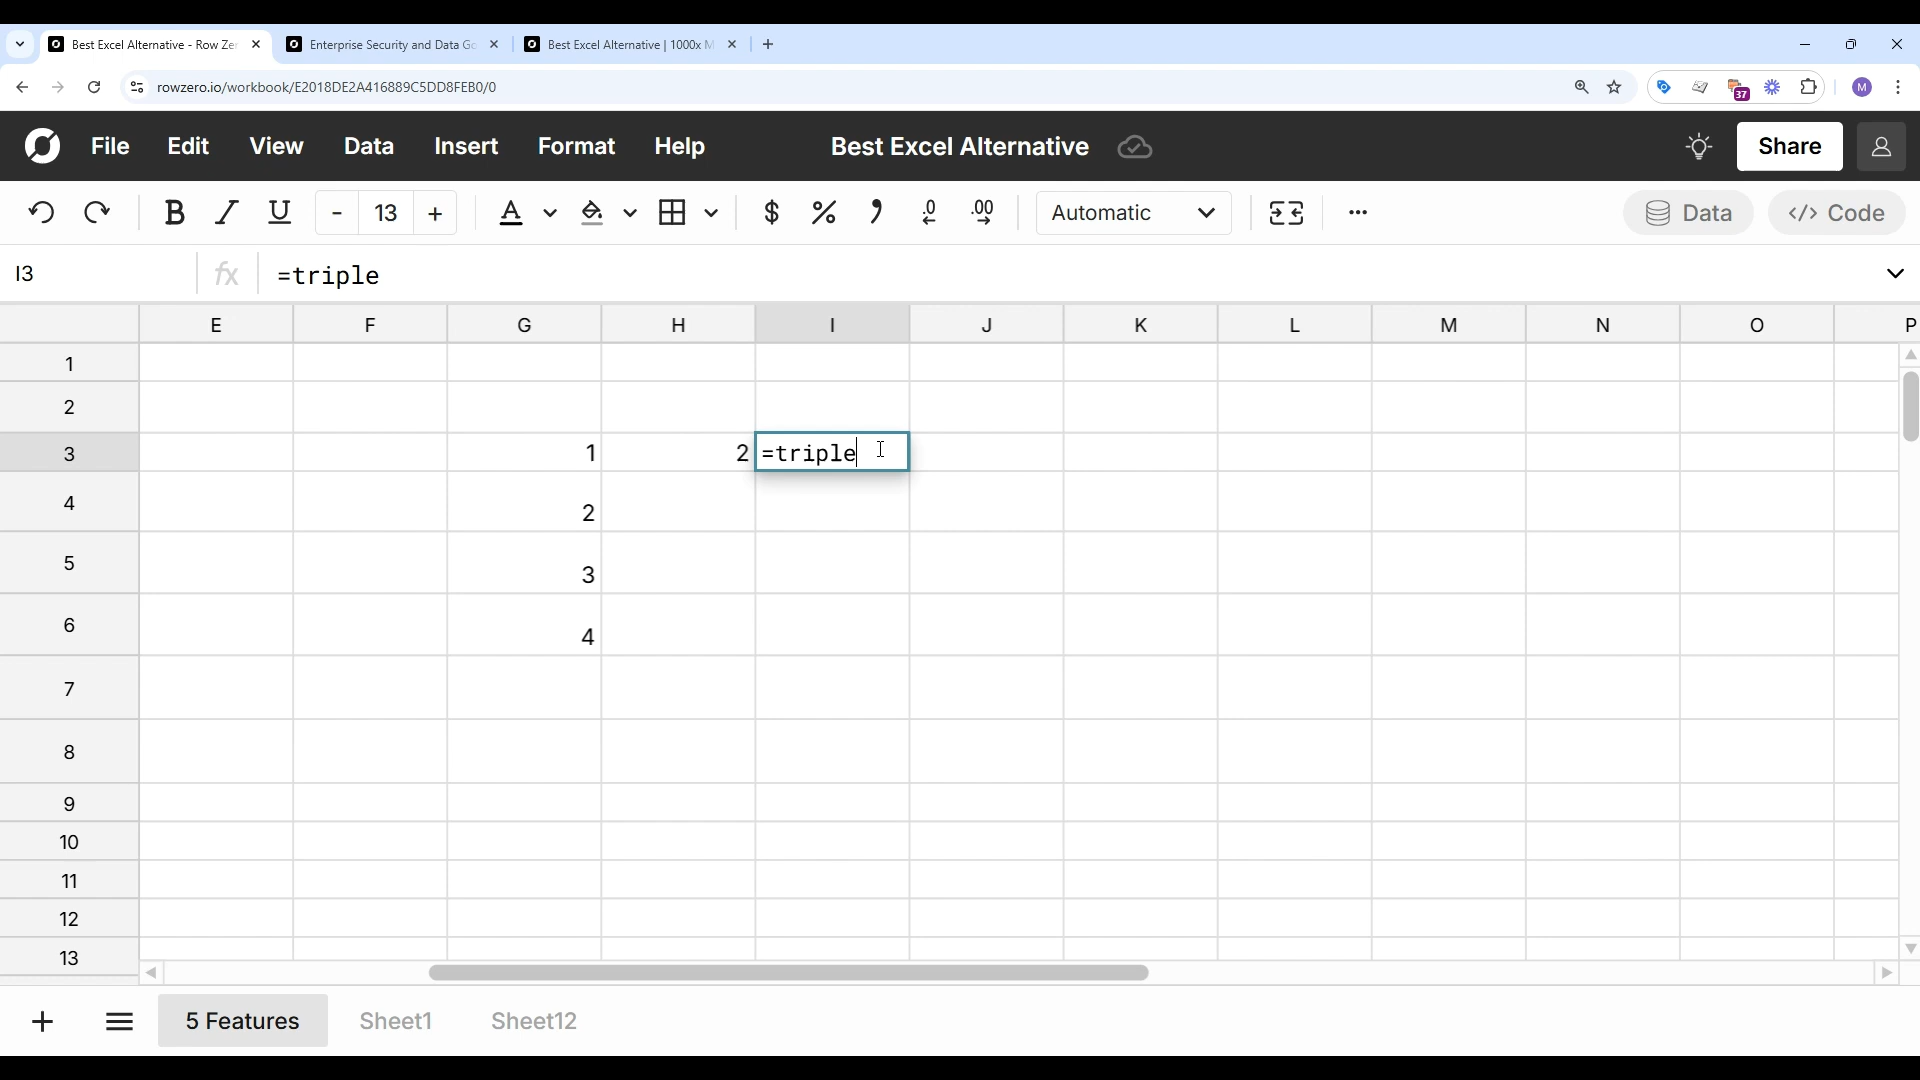 Best Excel Alternative - Row Ze
Enterprise Security and Data Go
Best Excel Alternative | 1000x M
rowzero.io/workbook/E2018DE2A416889C5DD8FEB0/0
37
M
File Edit View Data Insert Format Help
Best Excel Alternative
Share
B I U - 13 + A $ % , .0 .00 Automatic ... Data </> Code
I3 fx =triple
E F G H I J K L M N O P
1
2
3 1 2 =triple
4 2
5 3
6 4
7
8
9
10
11
12
13
5 Features Sheet1 Sheet12